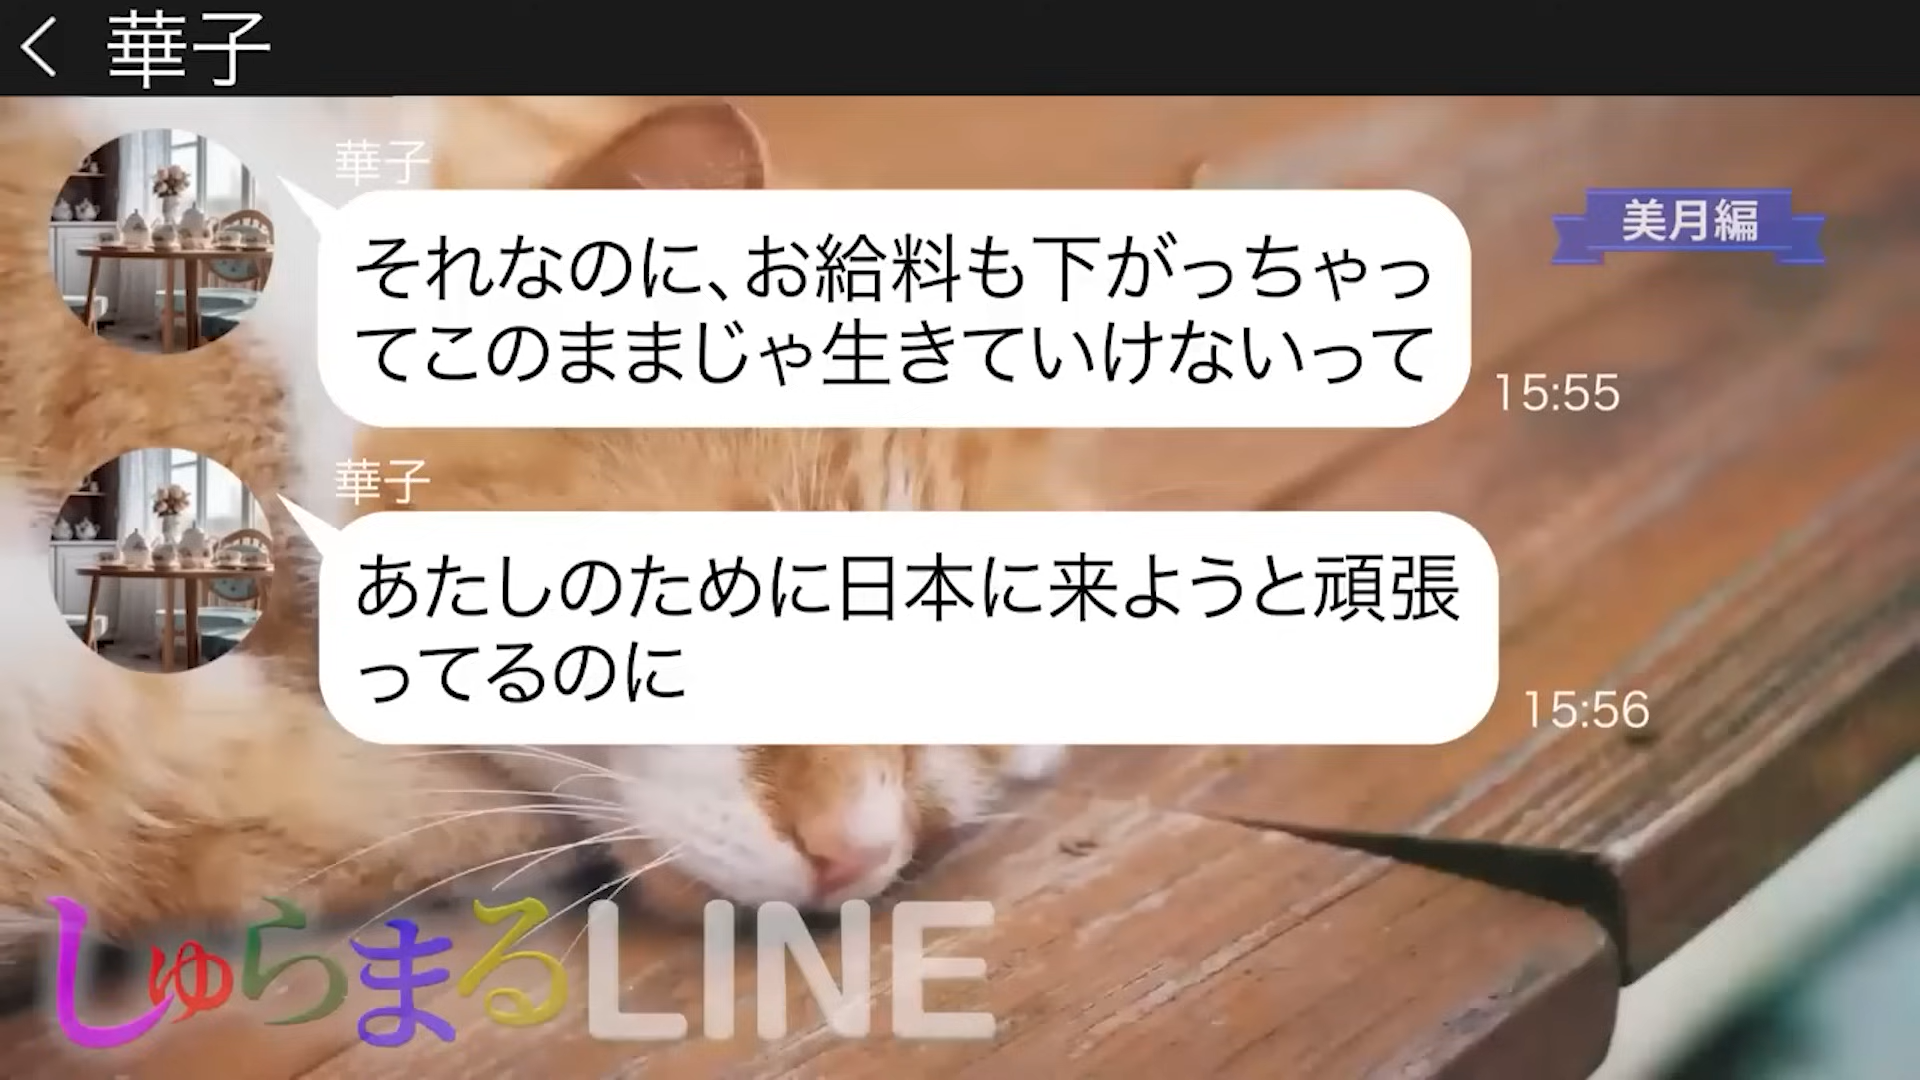 華子
華子
美月編
それなのに、お給料も下がっちゃっ
てこのままじゃ生きていけないって
15:55
華子
あたしのために日本に来ようと頑張
ってるのに
15:56
しゅらまるLINE